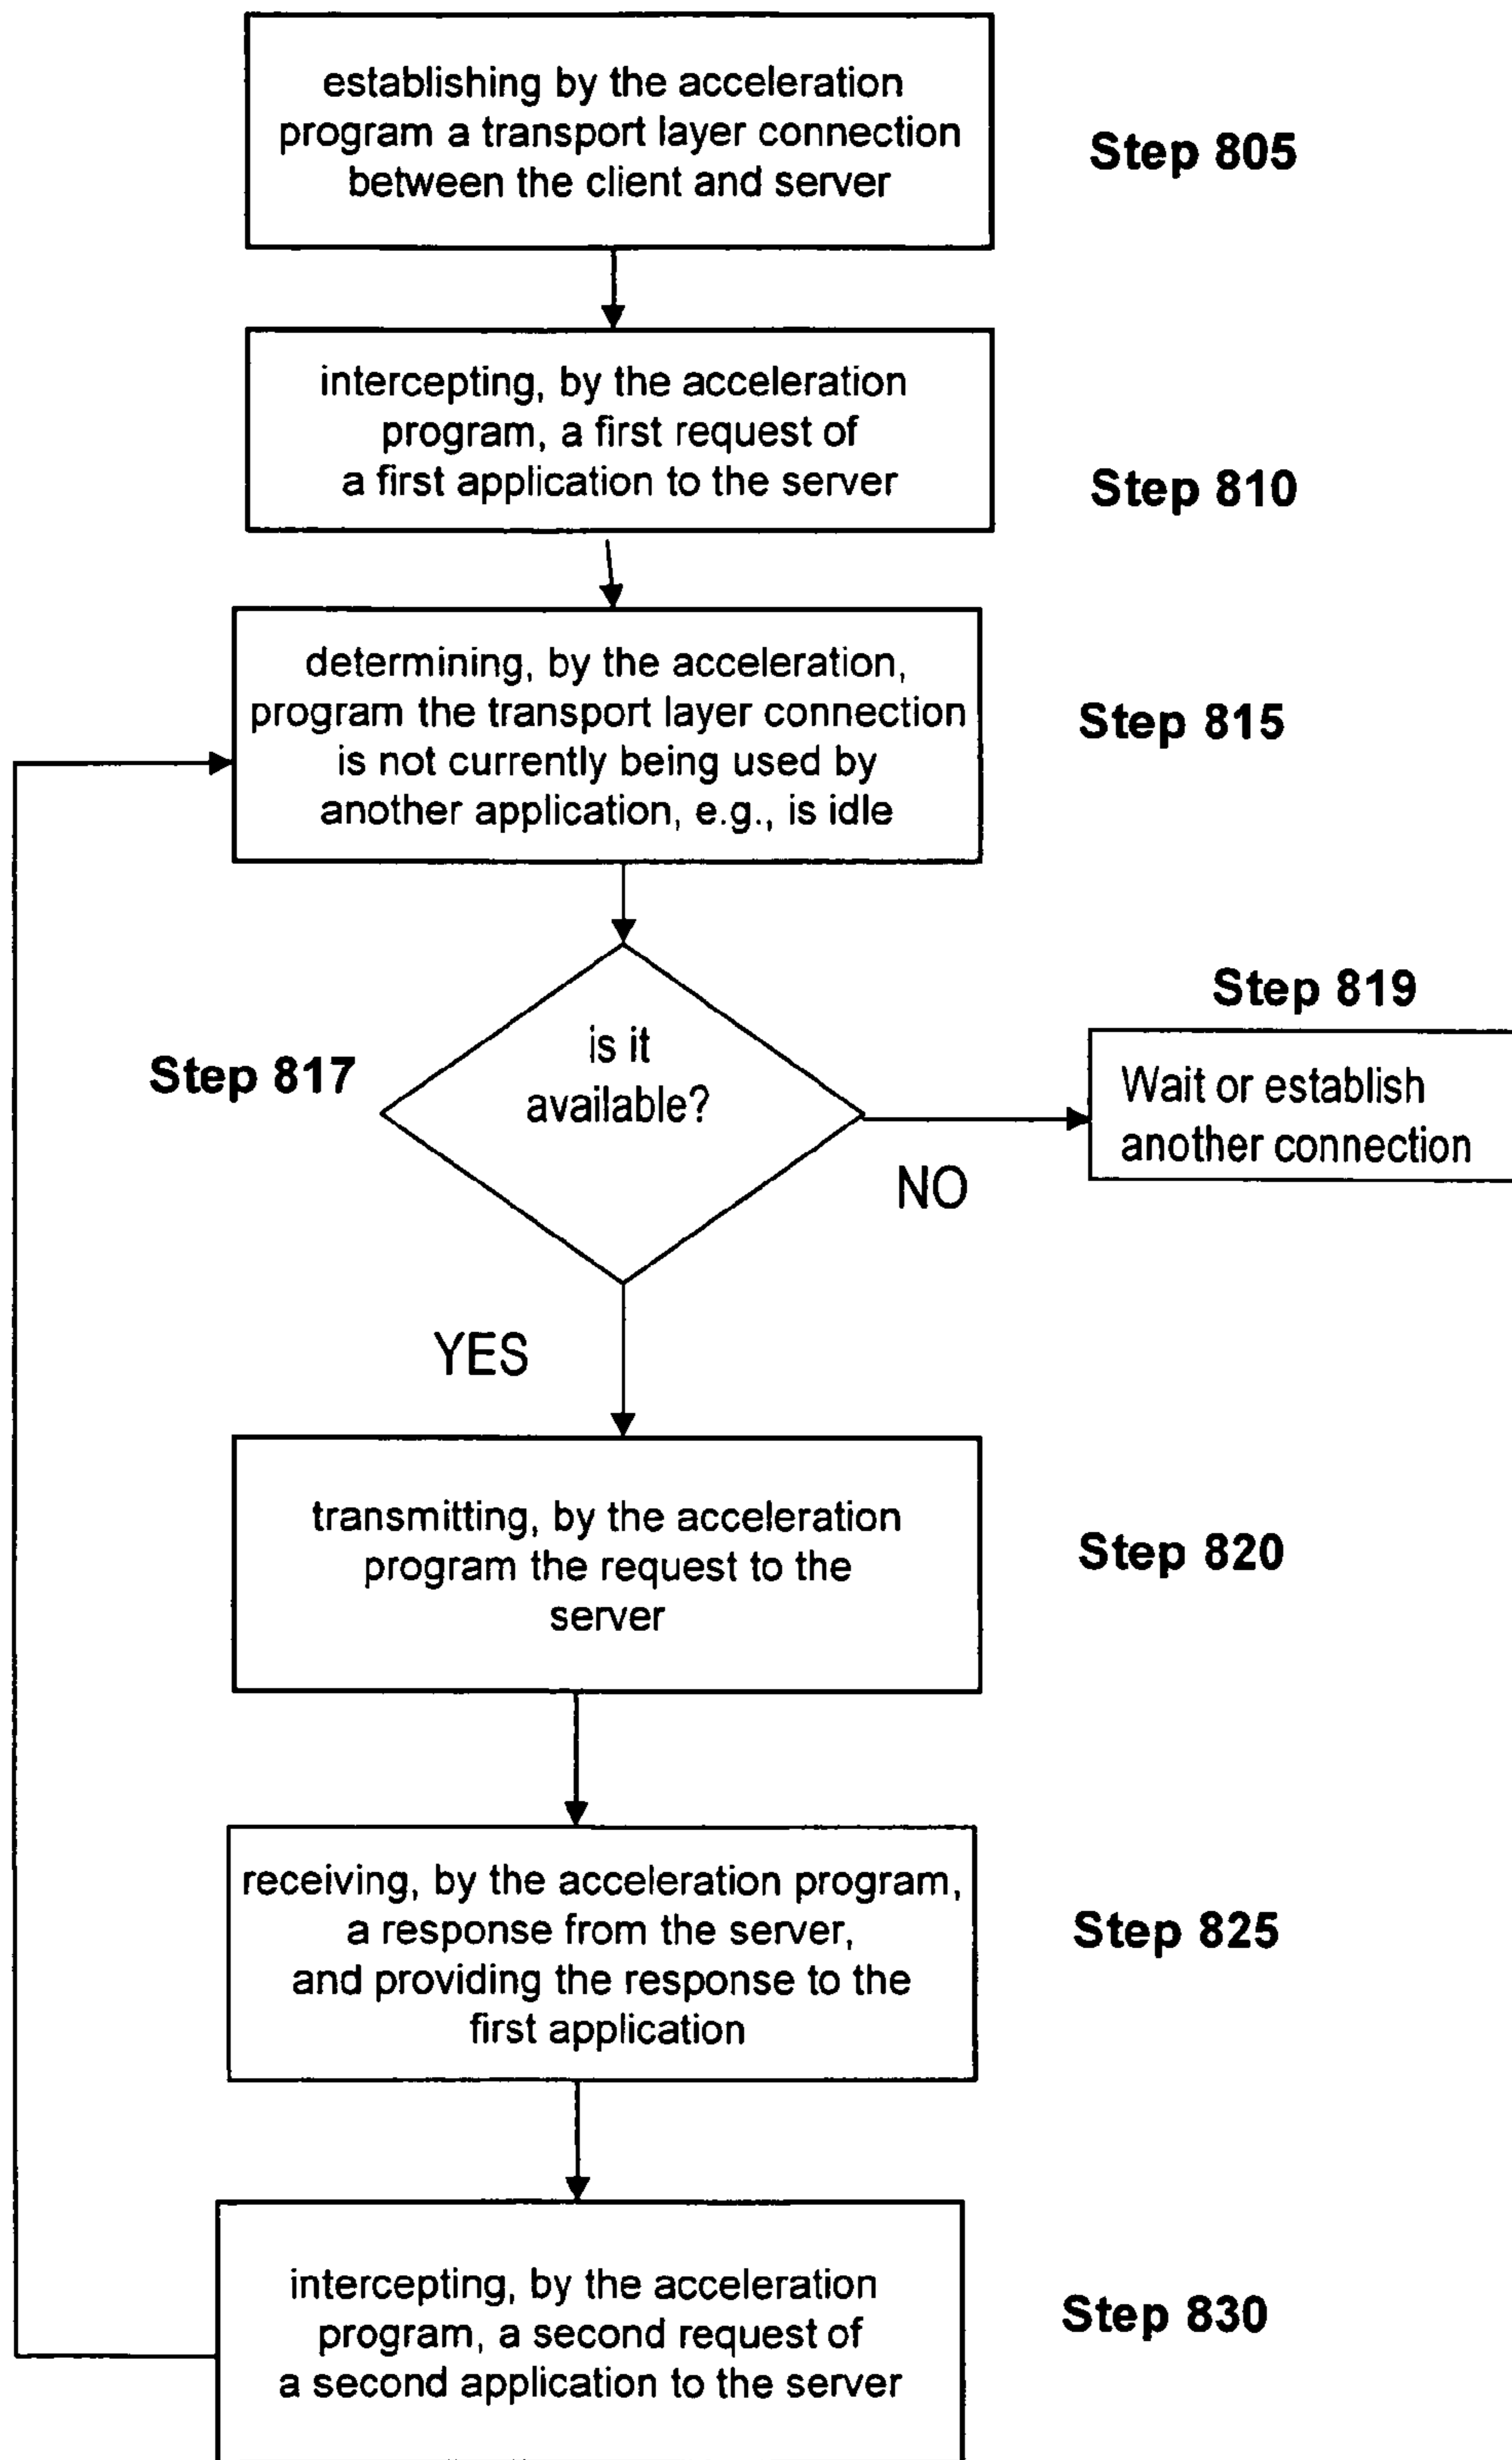 establishing by the acceleration
program a transport layer connection
between the client and server
Step 805
intercepting, by the acceleration
program, a first request of
a first application to the server
Step 810
determining, by the acceleration,
program the transport layer connection
is not currently being used by
another application, e.g., is idle
Step 815
Step 817
is it
available?
NO
Step 819
Wait or establish
another connection
YES
transmitting, by the acceleration
program the request to the
server
Step 820
receiving, by the acceleration program,
a response from the server,
and providing the response to the
first application
Step 825
intercepting, by the acceleration
program, a second request of
a second application to the server
Step 830